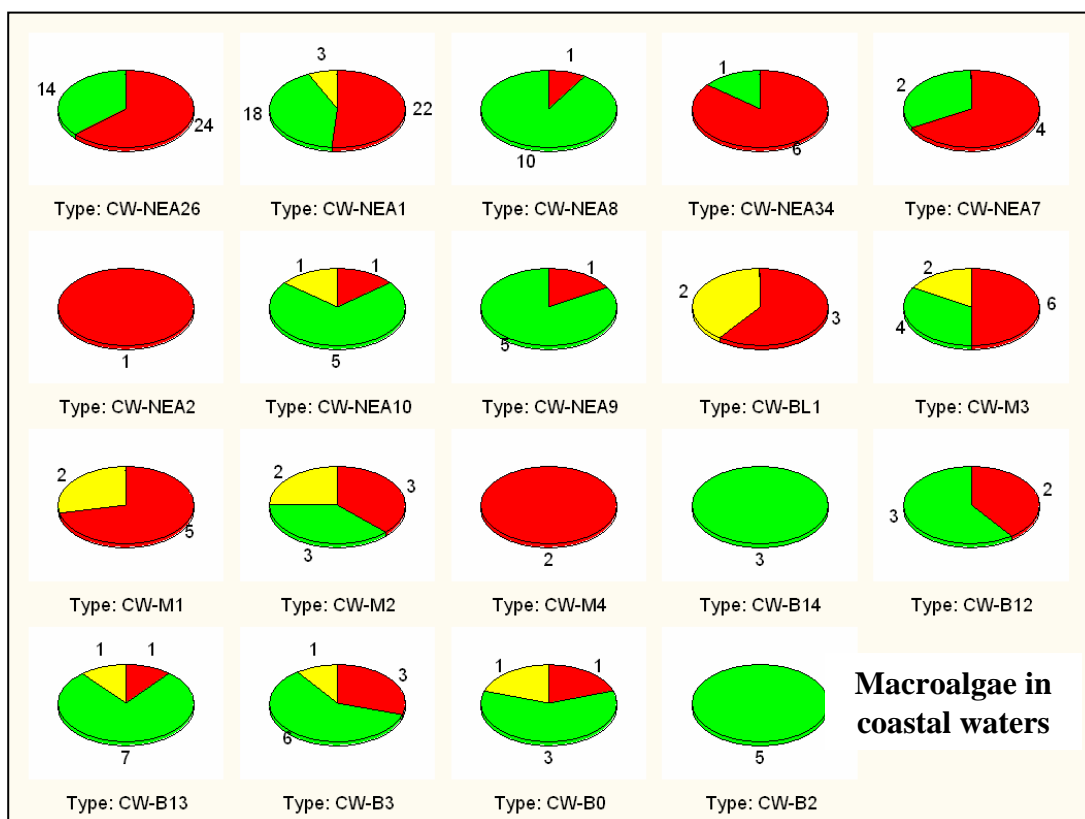 14
24
3
18
22
1
10
1
6
2
4
Type: CW-NEA26
Type: CW-NEA1
Type: CW-NEA8
Type: CW-NEA34
Type: CW-NEA7
1
1
1
5
1
5
2
3
2
4
6
Type: CW-NEA2
Type: CW-NEA10
Type: CW-NEA9
Type: CW-BL1
Type: CW-M3
2
5
2
3
3
2
3
3
2
Type: CW-M1
Type: CW-M2
Type: CW-M4
Type: CW-B14
Type: CW-B12
1
1
7
1
3
6
1
1
3
5
Macroalgae in
coastal waters
Type: CW-B13
Type: CW-B3
Type: CW-B0
Type: CW-B2